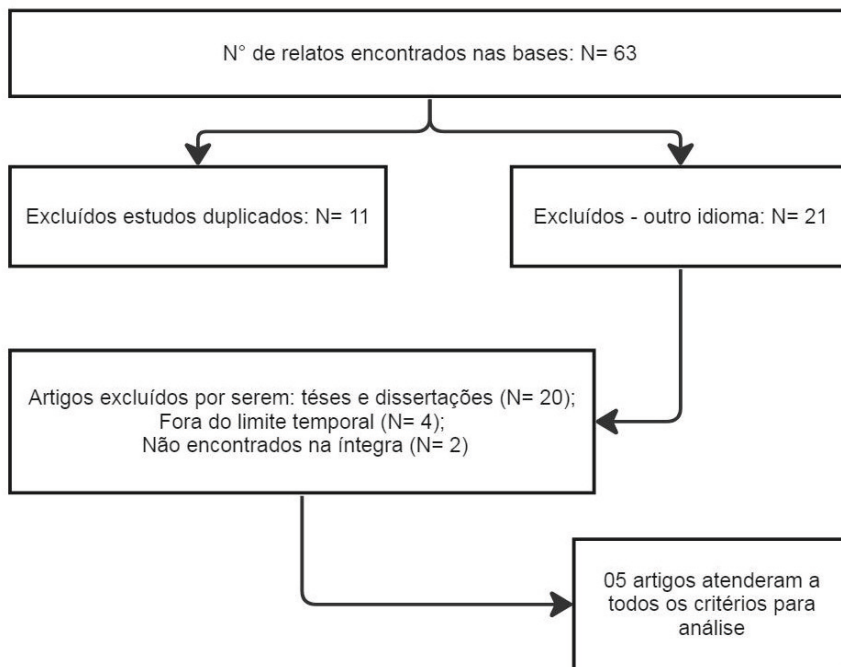 N° de relatos encontrados nas bases: N= 63
Excluídos estudos duplicados: N= 11
Excluídos - outro idioma: N= 21
Artigos excluídos por serem: téses e dissertações (N= 20);
Fora do limite temporal (N= 4);
Não encontrados na íntegra (N= 2)
05 artigos atenderam a
todos os critérios para
análise